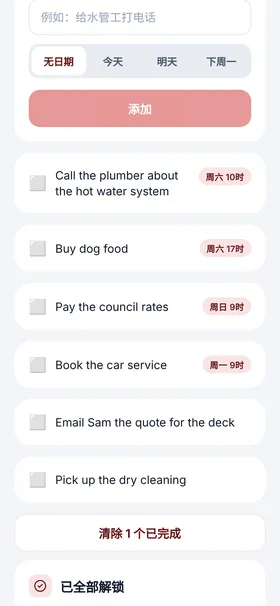 例如：给水管工打电话
无日期 今天 明天 下周一
添加
Call the plumber about 周六 10时
the hot water system
Buy dog food 周六 17时
Pay the council rates 周日 9时
Book the car service 周一 9时
Email Sam the quote for the deck
Pick up the dry cleaning
清除 1 个已完成
已全部解锁